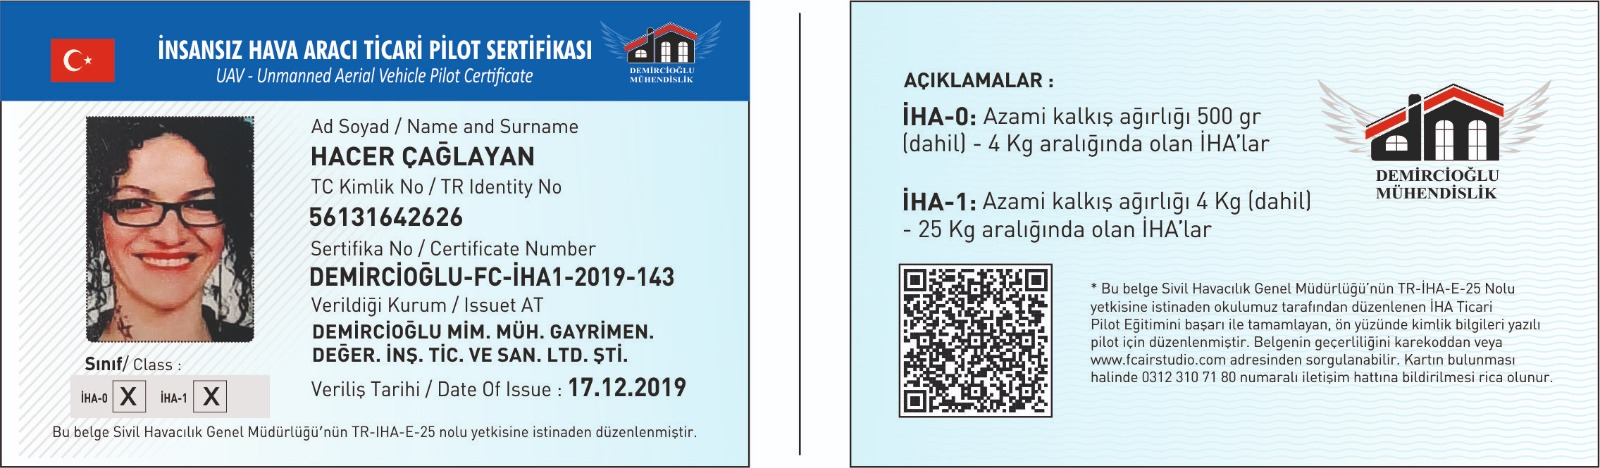 İNSANSIZ HAVA ARACI TİCARİ PİLOT SERTİFİKASI
UAV - Unmanned Aerial Vehicle Pilot Certificate
DEMİRCİOĞLU
MÜHENDİSLİK
Ad Soyad / Name and Surname
HACER ÇAĞLAYAN
TC Kimlik No / TR Identity No
56131642626
Sertifika No / Certificate Number
DEMİRCİOĞLU-FC-İHA1-2019-143
Verildiği Kurum / Issuet AT
DEMİRCİOĞLU MİM. MÜH. GAYRİMEN.
DEĞER. İNŞ. TİC. VE SAN. LTD. ŞTİ.
Veriliş Tarihi / Date Of Issue : 17.12.2019
Sınıf/ Class :
İHA-0 X İHA-1 X
Bu belge Sivil Havacılık Genel Müdürlüğü'nün TR-IHA-E-25 nolu yetkisine istinaden düzenlenmiştir.
AÇIKLAMALAR :
İHA-0: Azami kalkış ağırlığı 500 gr
(dahil) - 4 Kg aralığında olan İHA'lar
İHA-1: Azami kalkış ağırlığı 4 Kg (dahil)
- 25 Kg aralığında olan İHA'lar
DEMİRCİOĞLU
MÜHENDİSLİK
* Bu belge Sivil Havacılık Genel Müdürlüğü'nün TR-İHA-E-25 Nolu
yetkisine istinaden okulumuz tarafından düzenlenen İHA Ticari
Pilot Eğitimini başarı ile tamamlayan, ön yüzünde kimlik bilgileri yazılı
pilot için düzenlenmiştir. Belgenin geçerliliğini karekoddan veya
www.fcairstudio.com adresinden sorgulanabilir. Kartın bulunması
halinde 0312 310 71 80 numaralı iletişim hattına bildirilmesi rica olunur.